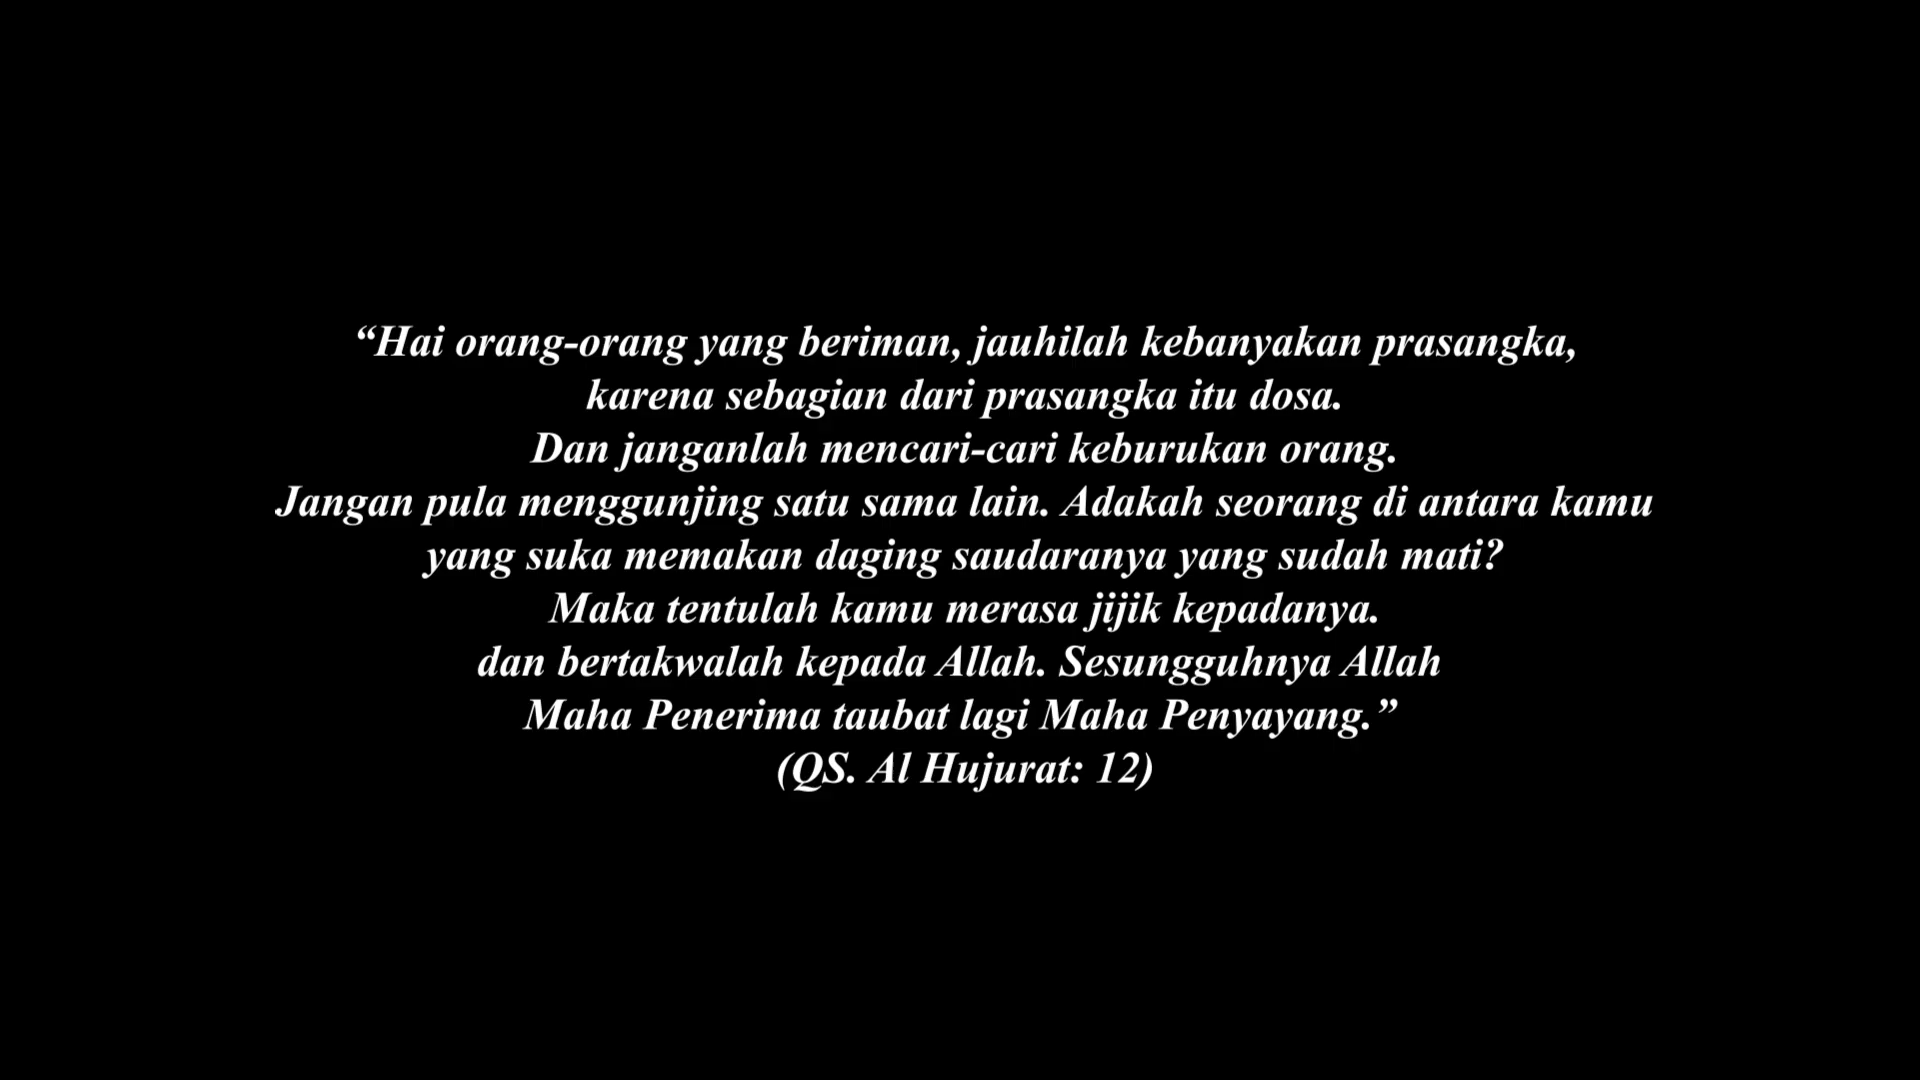 “Hai orang-orang yang beriman, jauhilah kebanyakan prasangka,
karena sebagian dari prasangka itu dosa.
Dan janganlah mencari-cari keburukan orang.
Jangan pula menggunjing satu sama lain. Adakah seorang di antara kamu
yang suka memakan daging saudaranya yang sudah mati?
Maka tentulah kamu merasa jijik kepadanya.
dan bertakwalah kepada Allah. Sesungguhnya Allah
Maha Penerima taubat lagi Maha Penyayang.”
(QS. Al Hujurat: 12)